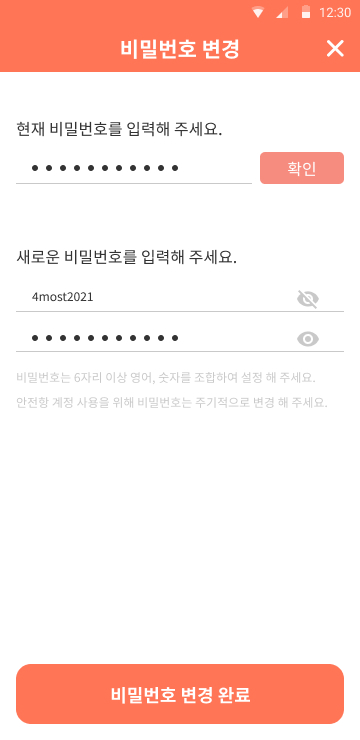 12:30
비밀번호 변경
현재 비밀번호를 입력해 주세요.
●●●●●●●●●●●
확인
새로운 비밀번호를 입력해 주세요.
4most2021
●●●●●●●●●●●
비밀번호는 6자리 이상 영어, 숫자를 조합하여 설정 해 주세요.
안전항 계정 사용을 위해 비밀번호는 주기적으로 변경 해 주세요.
비밀번호 변경 완료